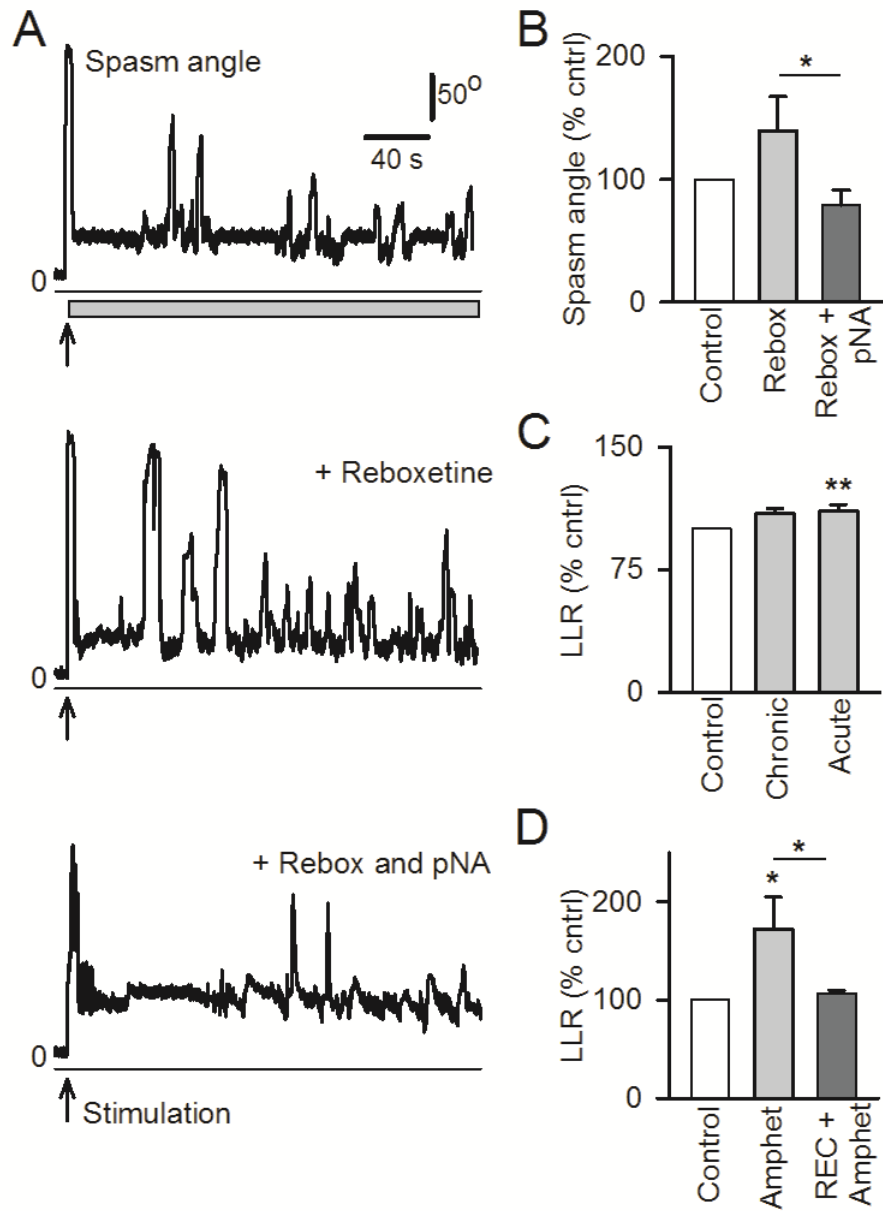 A
Spasm angle
50o
40 s
0
+ Reboxetine
0
+ Rebox and pNA
0
Stimulation
B
Spasm angle (% cntrl)
200
100
0
*
Control
Rebox
Rebox +
pNA
C
LLR (% cntrl)
150
75
0
**
Control
Chronic
Acute
D
LLR (% cntrl)
200
100
0
*
*
Control
Amphet
REC +
Amphet